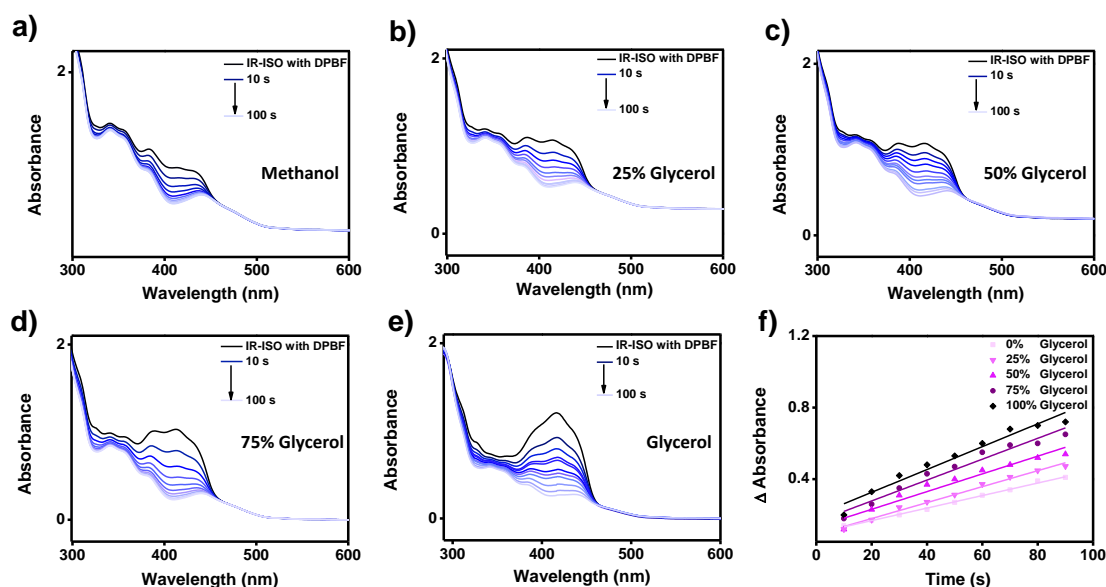 a)
2
0
Absorbance
IR-ISO with DPBF
10 s
100 s
Methanol
300 400 500 600
Wavelength (nm)
b)
2
0
Absorbance
IR-ISO with DPBF
10 s
100 s
25% Glycerol
300 400 500 600
Wavelength (nm)
c)
2
0
Absorbance
IR-ISO with DPBF
10 s
100 s
50% Glycerol
300 400 500 600
Wavelength (nm)
d)
2
0
Absorbance
IR-ISO with DPBF
10 s
100 s
75% Glycerol
300 400 500 600
Wavelength (nm)
e)
2
0
Absorbance
IR-ISO with DPBF
10 s
100 s
Glycerol
300 400 500 600
Wavelength (nm)
f)
1.2
0.8
0.4
Δ Absorbance
0% Glycerol
25% Glycerol
50% Glycerol
75% Glycerol
100% Glycerol
0 20 40 60 80 100
Time (s)